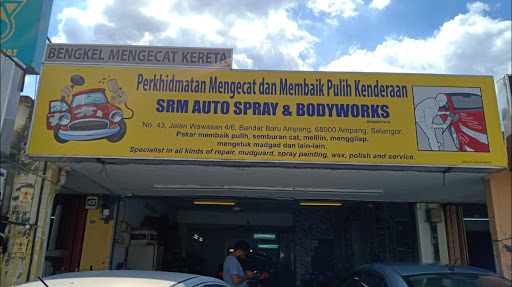 BENGKEL MENGECAT KERETA
Perkhidmatan Mengecat dan Membaik Pulih Kenderaan
SRM AUTO SPRAY & BODYWORKS
No. 43, Jalan Wawasan 4/6, Bandar Baru Ampang, 68000 Ampang, Selangor.
Pakar membaik pulih, semburan cat, mellin, menggilap,
mengetuk madgad dan lain-lain.
Specialist in all kinds of repair, mudguard, spray painting, wax, polish and service.